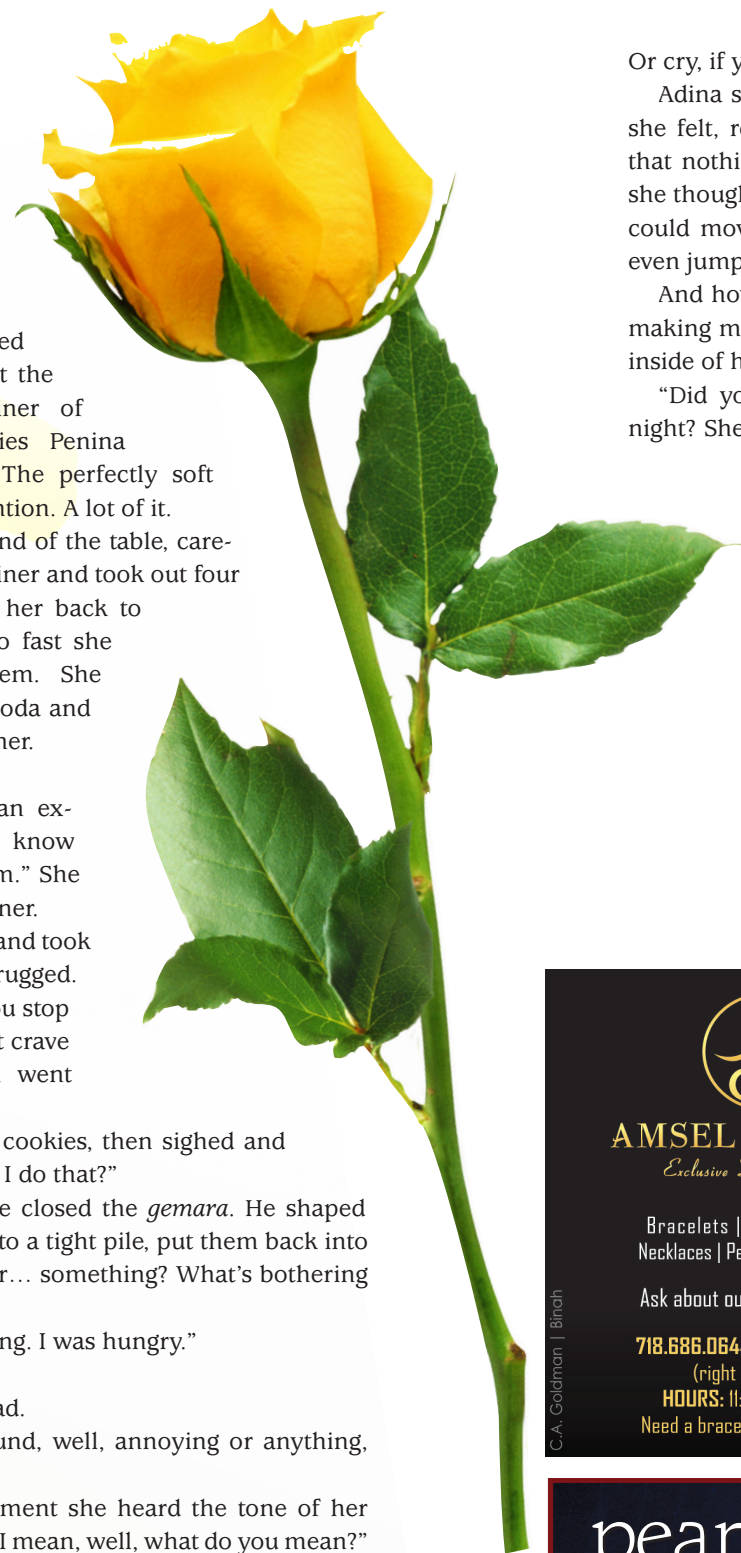 ed
t the
iner of
ies Penina
The perfectly soft
ntion. A lot of it.
nd of the table, care-
iner and took out four
her back to
o fast she
em. She
oda and
her.
an ex-
know
m.” She
ner.
and took
rugged.
ou stop
t crave
went
cookies, then sighed and
I do that?”
e closed the gemara. He shaped
to a tight pile, put them back into
r… something? What’s bothering
ng. I was hungry.”
ad.
und, well, annoying or anything,
ment she heard the tone of her
I mean, well, what do you mean?”
Or cry, if y
Adina s
she felt, r
that nothi
she though
could mov
even jump
And how
making m
inside of h
“Did yo
night? She
AMSEL
Exclusive
Bracelets |
Necklaces | Pe
Ask about ou
718.686.064
(right
HOURS: 11:
Need a brace
C.A. Goldman | Binah
pear